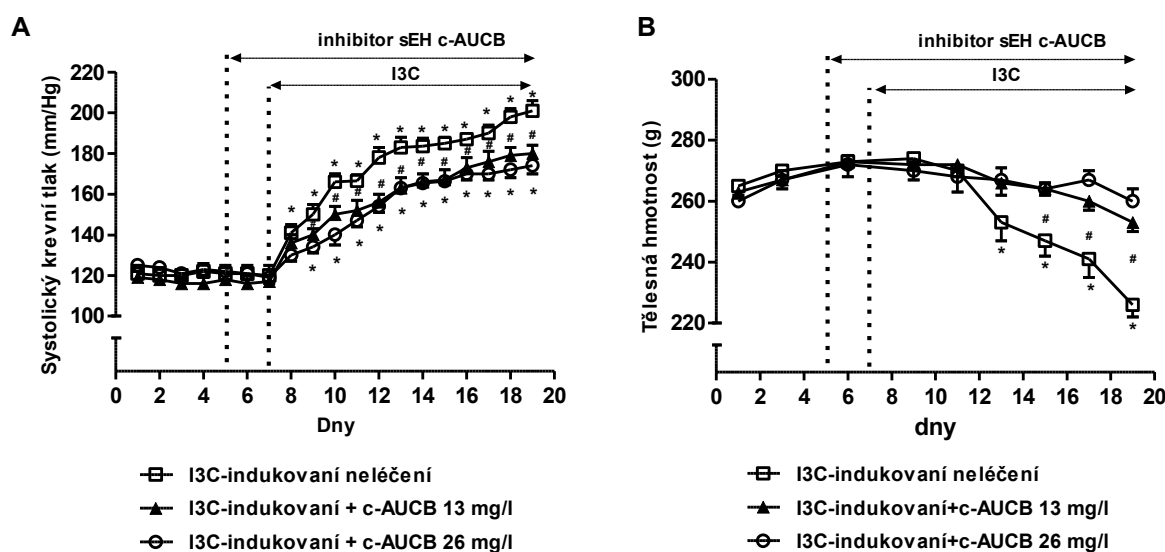 A
inhibitor sEH c-AUCB
I3C
Systolický krevní tlak (mm/Hg)
220
200
180
160
140
120
100
* * * * * * * * * * * *
# # # # # # # # # # #
* * * * * * * * * * *
0 2 4 6 8 10 12 14 16 18 20
Dny
I3C-indukovaní neléčení
I3C-indukovaní + c-AUCB 13 mg/l
I3C-indukovaní + c-AUCB 26 mg/l
B
inhibitor sEH c-AUCB
I3C
Tělesná hmotnost (g)
300
280
260
240
220
# # #
* * * *
0 2 4 6 8 10 12 14 16 18 20
dny
I3C-indukovaní neléčení
I3C-indukovaní+c-AUCB 13 mg/l
I3C-indukovaní+c-AUCB 26 mg/l